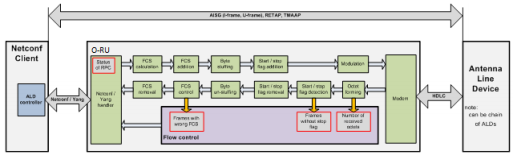 AISG (I-frame, U-frame), RETAP, TMAAP
Netconf
Client
O-RU
Antenna
Line
Device
Status
of RPC
FCS
calculation
FCS
addition
Byte
stuffing
Start / stop
flag addition
Modulation
ALD
controller
Netconf / Yang
Netconf /
Yang
handler
FCS
removal
FCS
control
Byte
un-stuffing
Start / stop
flag removal
Start / stop
flag detection
Octet
forming
Modem
HDLC
note:
can be chain
of ALDs
Frames with
wrong FCS
Frames
without stop
flag
Number of
received
octets
Flow control